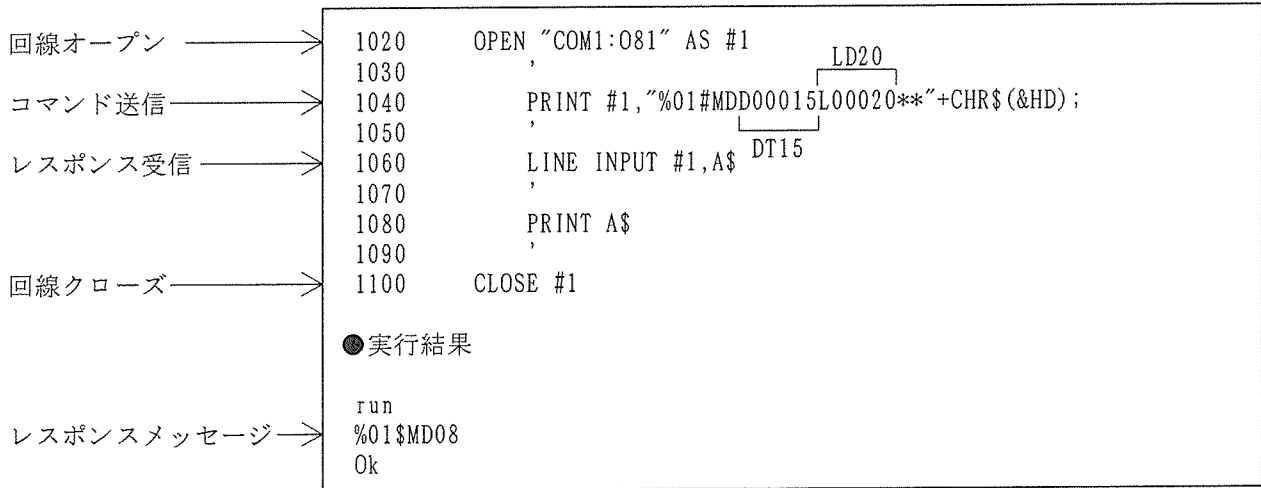 回線オープン 1020 OPEN "COM1:O81" AS #1
LD20
1030 '
コマンド送信 1040 PRINT #1,"%01#MDD00015L00020**"+CHR$(&HD);
1050 '
DT15
レスポンス受信 1060 LINE INPUT #1,A$
1070 '
1080 PRINT A$
1090 '
回線クローズ 1100 CLOSE #1
●実行結果
run
レスポンスメッセージ %01$MD08
Ok